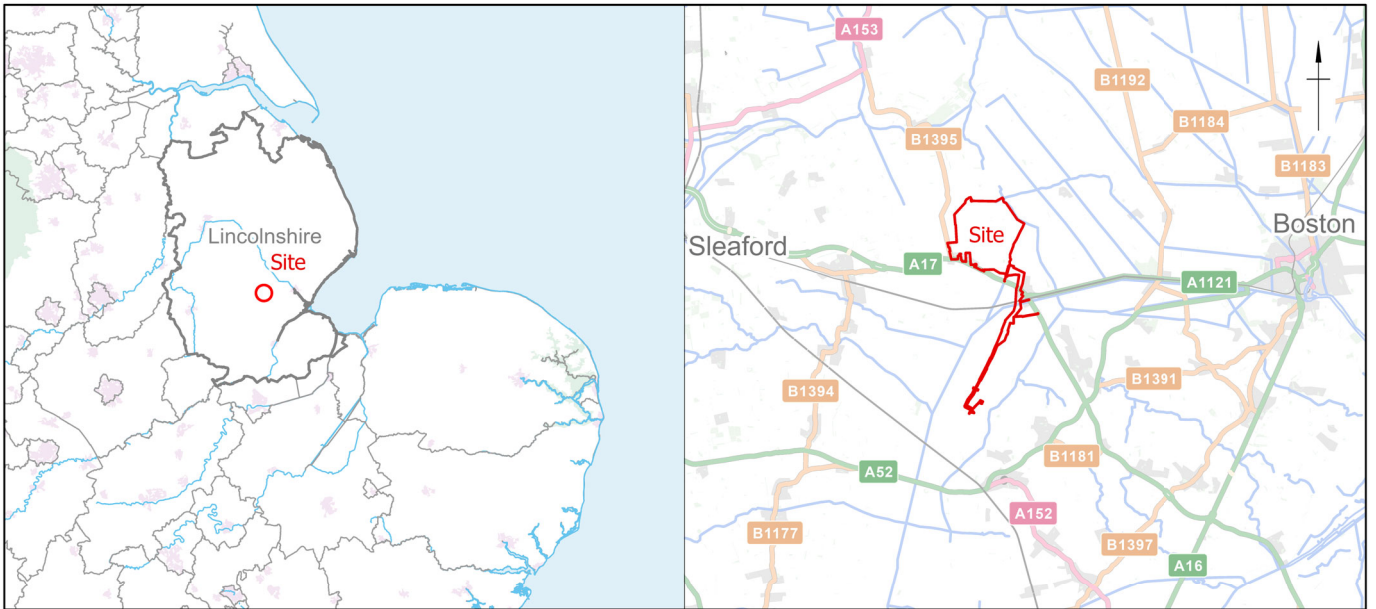 Lincolnshire
Site
A153
B1192
B1184
B1395
B1183
Site
Boston
Sleaford
A17
A1121
B1391
B1394
B1181
A52
A152
B1177
B1397
A16